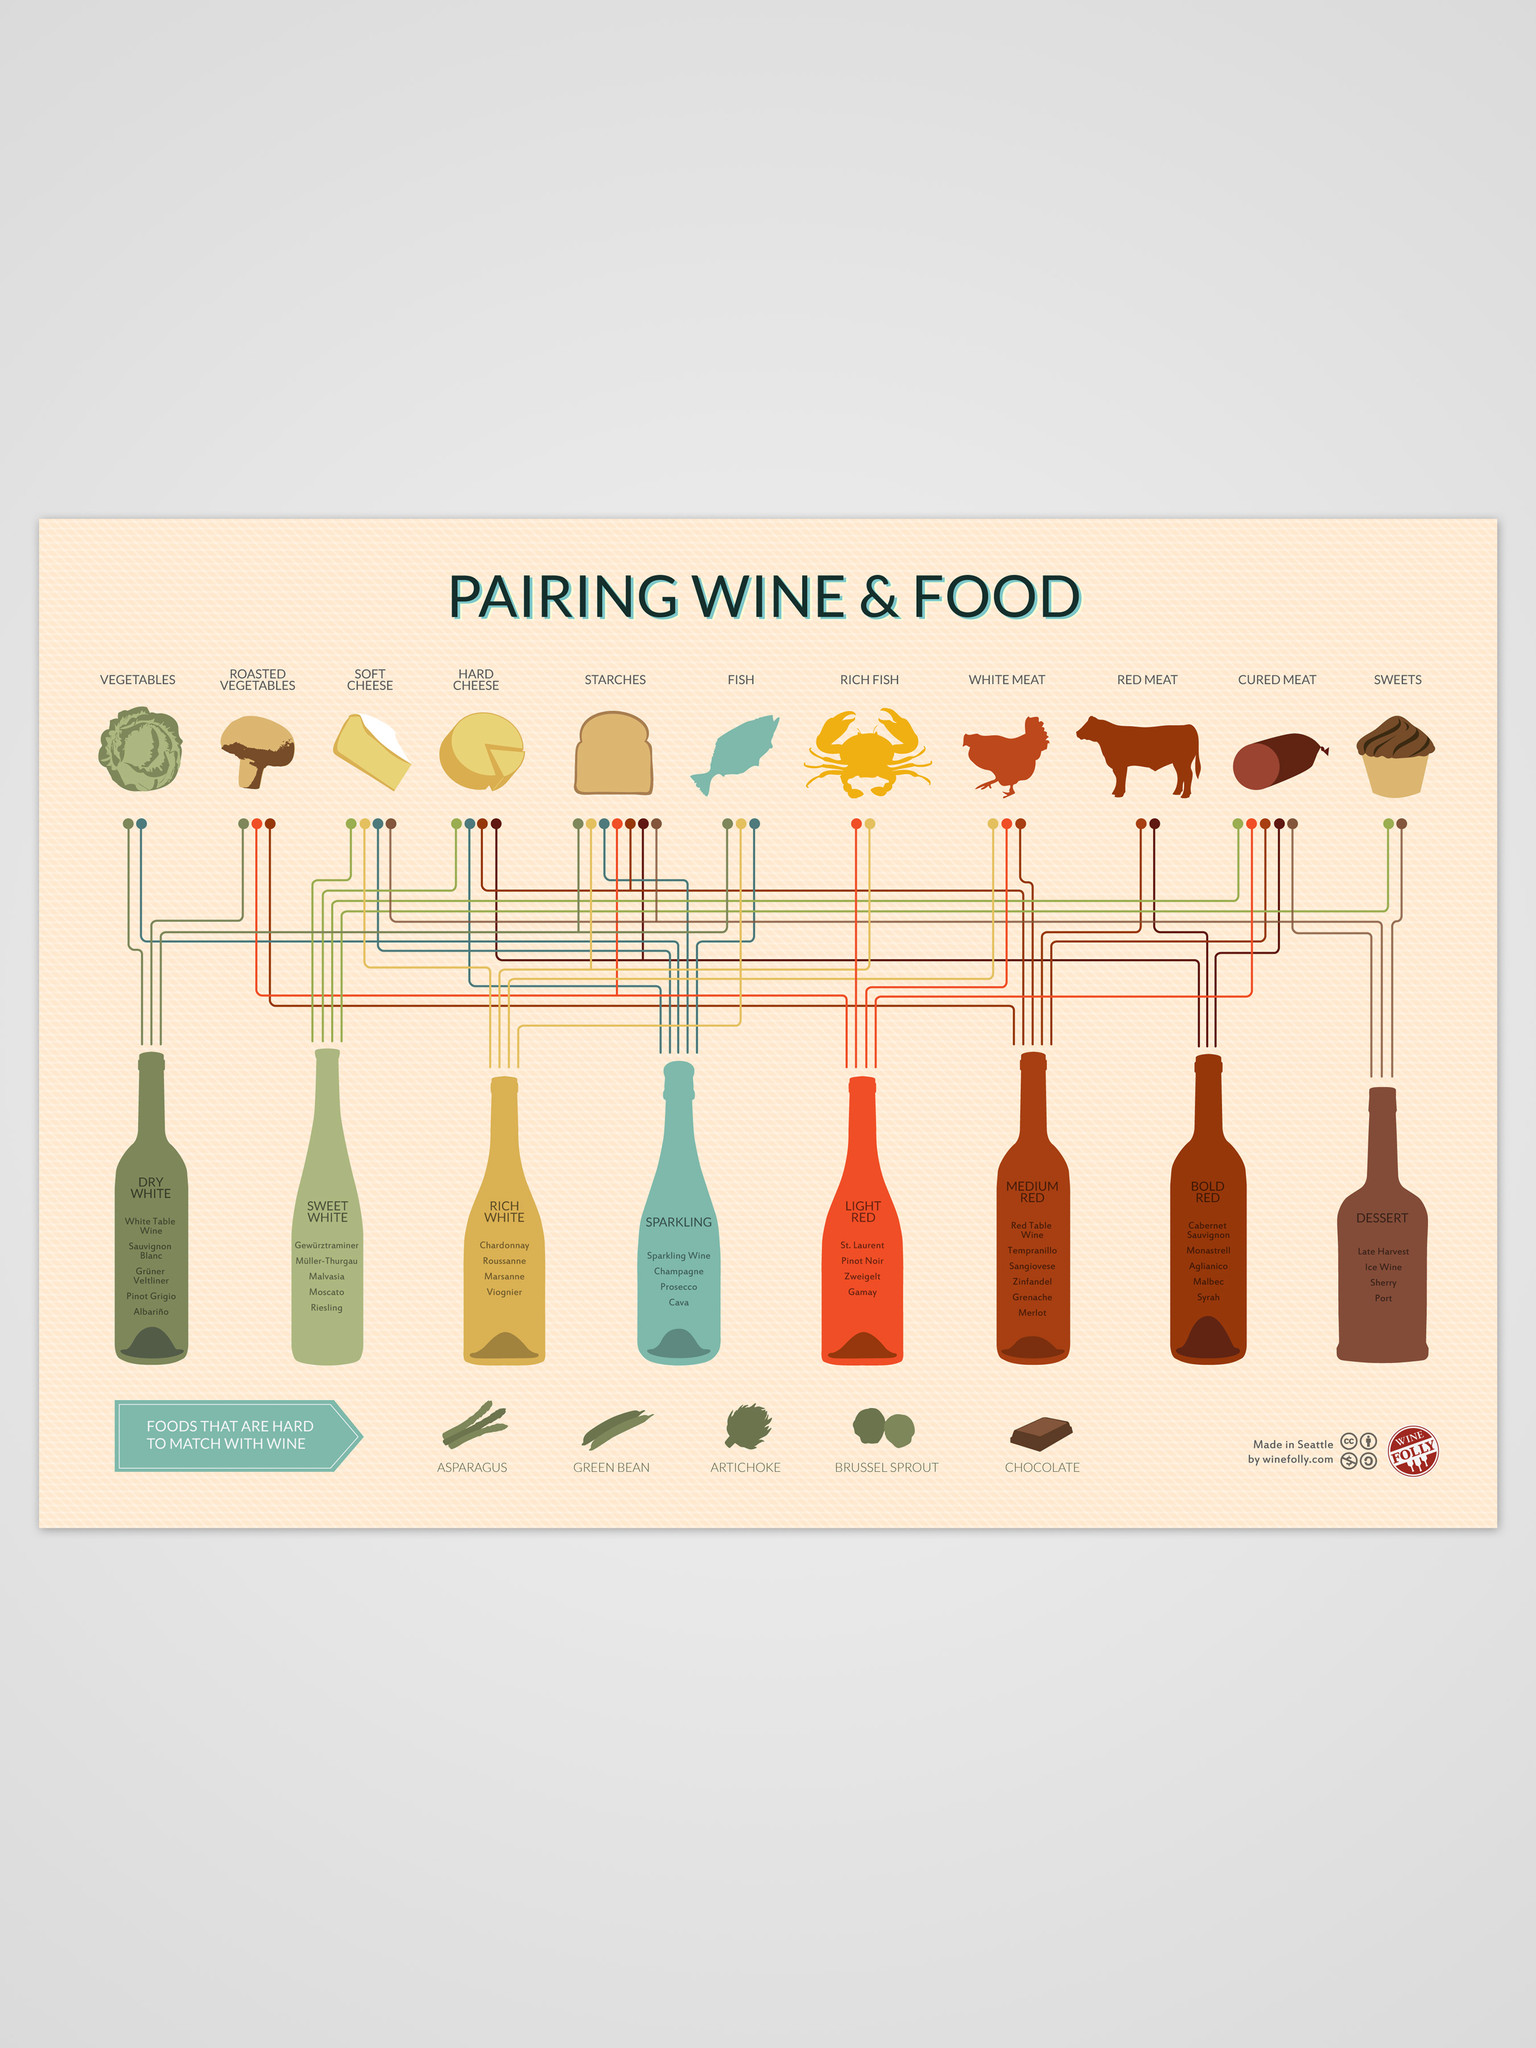 PAIRING WINE & FOOD
VEGETABLES
ROASTED
VEGETABLES
SOFT
CHEESE
HARD
CHEESE
STARCHES
FISH
RICH FISH
WHITE MEAT
RED MEAT
CURED MEAT
SWEETS
DRY
WHITE
White Table
Wine
Sauvignon
Blanc
Grüner
Veltliner
Pinot Grigio
Albariño
SWEET
WHITE
Gewürztraminer
Müller-Thurgau
Malvasia
Moscato
Riesling
RICH
WHITE
Chardonnay
Roussanne
Marsanne
Viognier
SPARKLING
Sparkling Wine
Champagne
Prosecco
Cava
LIGHT
RED
St. Laurent
Pinot Noir
Zweigelt
Gamay
MEDIUM
RED
Red Table
Wine
Tempranillo
Sangiovese
Zinfandel
Grenache
Merlot
BOLD
RED
Cabernet
Sauvignon
Monastrell
Aglianico
Malbec
Syrah
DESSERT
Late Harvest
Ice Wine
Sherry
Port
FOODS THAT ARE HARD
TO MATCH WITH WINE
ASPARAGUS
GREEN BEAN
ARTICHOKE
BRUSSEL SPROUT
CHOCOLATE
Made in Seattle
by winefolly.com
cc
WINE
FOLLY